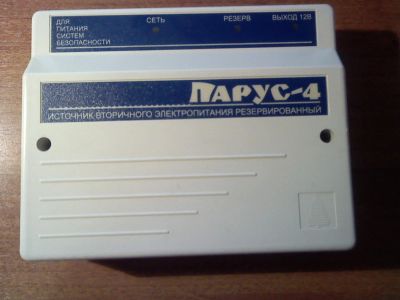 ДЛЯ
ПИТАНИЯ
СИСТЕМ
БЕЗОПАСНОСТИ
СЕТЬ
РЕЗЕРВ
ВЫХОД 12В
ПАРУС-4
ИСТОЧНИК ВТОРИЧНОГО ЭЛЕКТРОПИТАНИЯ РЕЗЕРВИРОВАННЫЙ